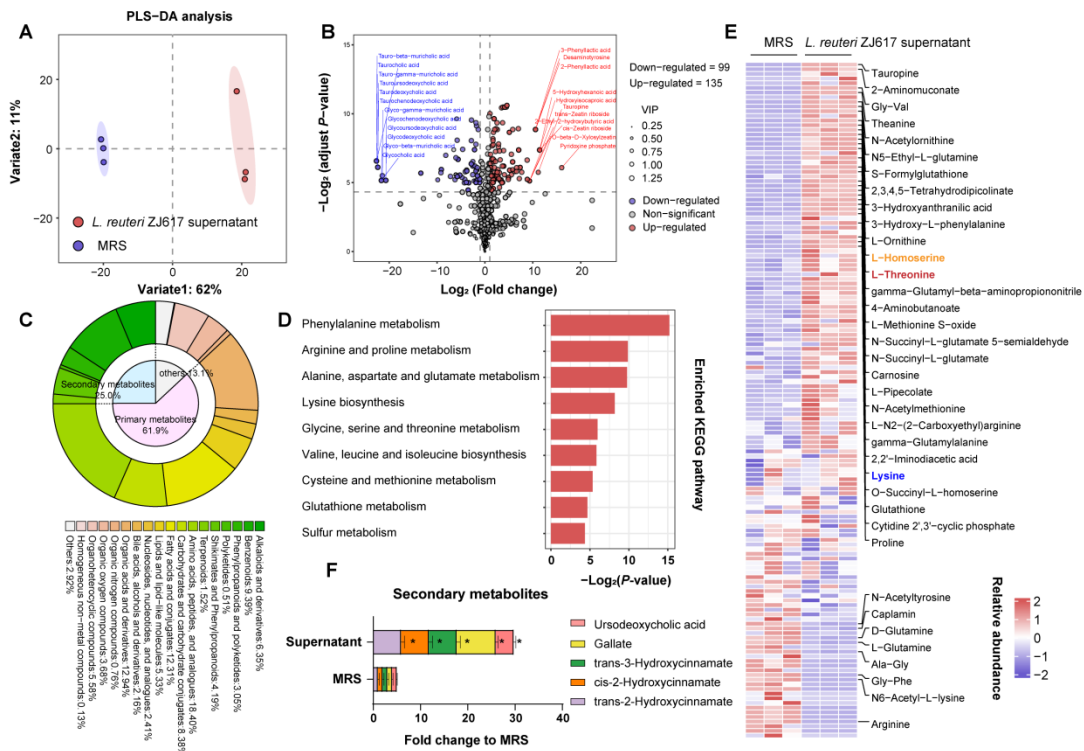 PLS−DA analysis
A
Variate2: 11%
20
0
−20
L. reuteri ZJ617 supernatant
MRS
−20
0
20
Variate1: 62%
B
−Log₂ (adjust P−value)
15
10
5
0
Tauro−beta−muricholic acid
Taurocholic acid
Tauro−gamma−muricholic acid
Tauroursodeoxycholic acid
Taurodeoxycholic acid
Taurochenodeoxycholic acid
Glyco−gamma−muricholic acid
Glycochenodeoxycholic acid
Glycoursodeoxycholic acid
Glycodeoxycholic acid
Glyco−beta−muricholic acid
Glycocholic acid
3−Phenyllactic acid
Desaminotyrosine
2−Phenyllactic acid
5−Hydroxyhexanoic acid
Hydroxyisocaproic acid
Tauropine
trans−Zeatin riboside
2−Ethyl−2−hydroxybutyric acid
cis−Zeatin riboside
Pyridoxine phosphate
−20
−10
0
10
20
Log₂ (Fold change)
Down−regulated = 99
Up−regulated = 135
VIP
0.25
0.50
0.75
1.00
1.25
Down−regulated
Non−significant
Up−regulated
C
Secondary metabolites
25.0%
others 13.1%
Primary metabolites
61.9%
Alkaloids and derivatives:6.35%
Benzenoids:9.39%
Phenylpropanoids and polyketides:3.05%
Polyketides:0.51%
Shikimates and Phenylpropanoids:4.19%
Terpenoids:1.52%
Amino acids, peptides, and analogues:18.40%
Carbohydrates and carbohydrate conjugates:8.38%
Fatty acids and conjugates:12.31%
Lipids and lipid−like molecules:5.33%
Nucleosides, nucleotides, and analogues:2.41%
Bile acids, alcohols and derivatives:2.16%
Organic acids and derivatives:12.94%
Organic nitrogen compounds:0.76%
Organic oxygen compounds:3.68%
Organoheterocyclic compounds:5.58%
Homogeneous non−metal compounds:0.13%
Others:2.92%
D
Phenylalanine metabolism
Arginine and proline metabolism
Alanine, aspartate and glutamate metabolism
Lysine biosynthesis
Glycine, serine and threonine metabolism
Valine, leucine and isoleucine biosynthesis
Cysteine and methionine metabolism
Glutathione metabolism
Sulfur metabolism
0
5
10
15
−Log₂(P−value)
Enriched KEGG pathway
F
Secondary metabolites
Supernatant
MRS
* * * * *
0
20
40
Fold change to MRS
Ursodeoxycholic acid
Gallate
trans−3−Hydroxycinnamate
cis−2−Hydroxycinnamate
trans−2−Hydroxycinnamate
E
MRS
L. reuteri ZJ617 supernatant
Tauropine
2−Aminomuconate
Gly−Val
Theanine
N−Acetylornithine
N5−Ethyl−L−glutamine
S−Formylglutathione
2,3,4,5−Tetrahydrodipicolinate
3−Hydroxyanthranilic acid
3−Hydroxy−L−phenylalanine
L−Ornithine
L−Homoserine
L−Threonine
gamma−Glutamyl−beta−aminopropiononitrile
4−Aminobutanoate
L−Methionine S−oxide
N−Succinyl−L−glutamate 5−semialdehyde
N−Succinyl−L−glutamate
Carnosine
L−Pipecolate
N−Acetylmethionine
L−N2−(2−Carboxyethyl)arginine
gamma−Glutamylalanine
2,2'−Iminodiacetic acid
Lysine
O−Succinyl−L−homoserine
Glutathione
Cytidine 2',3'−cyclic phosphate
Proline
N−Acetyltyrosine
Caplamin
D−Glutamine
L−Glutamine
Ala−Gly
Gly−Phe
N6−Acetyl−L−lysine
Arginine
Relative abundance
2
1
0
−1
−2